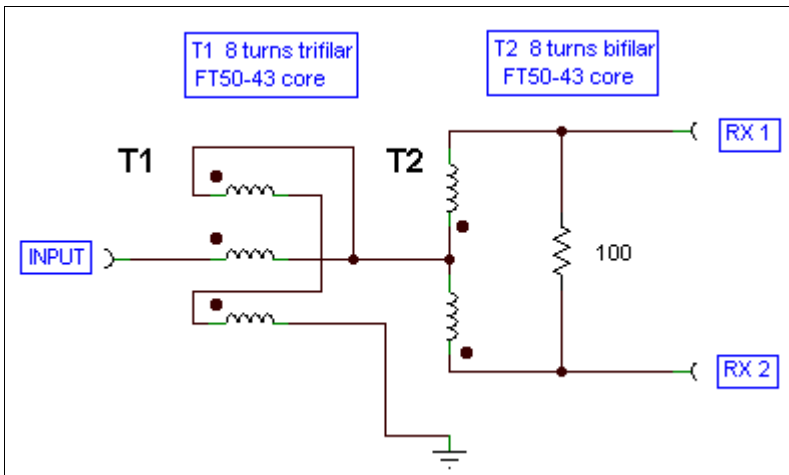 T1 8 turns trifilar
FT50-43 core
T2 8 turns bifilar
FT50-43 core
T1
T2
RX 1
INPUT
100
RX 2